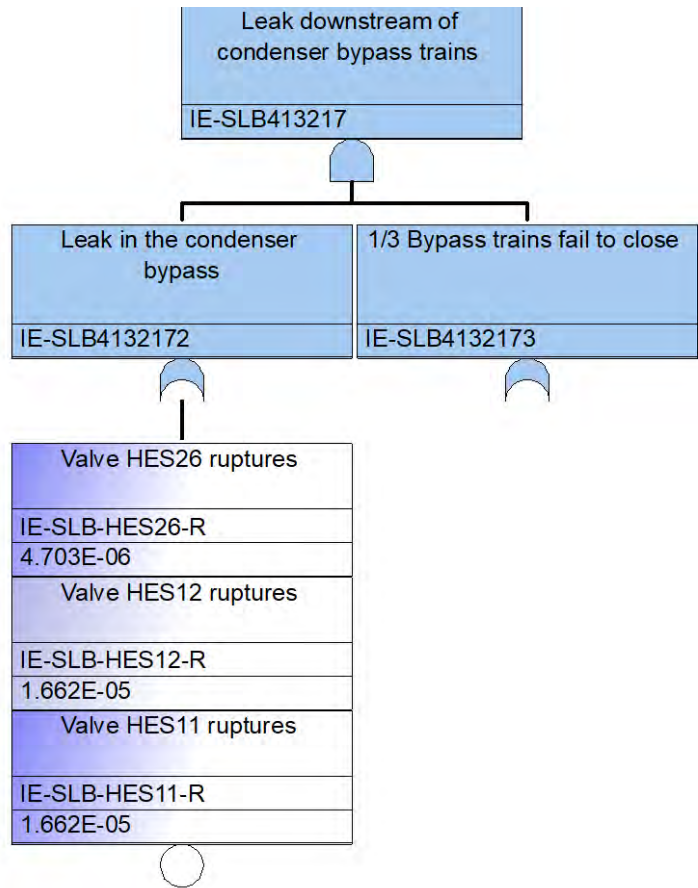 Leak downstream of
condenser bypass trains
IE-SLB413217
Leak in the condenser
bypass
IE-SLB4132172
1/3 Bypass trains fail to close
IE-SLB4132173
Valve HES26 ruptures
IE-SLB-HES26-R
4.703E-06
Valve HES12 ruptures
IE-SLB-HES12-R
1.662E-05
Valve HES11 ruptures
IE-SLB-HES11-R
1.662E-05